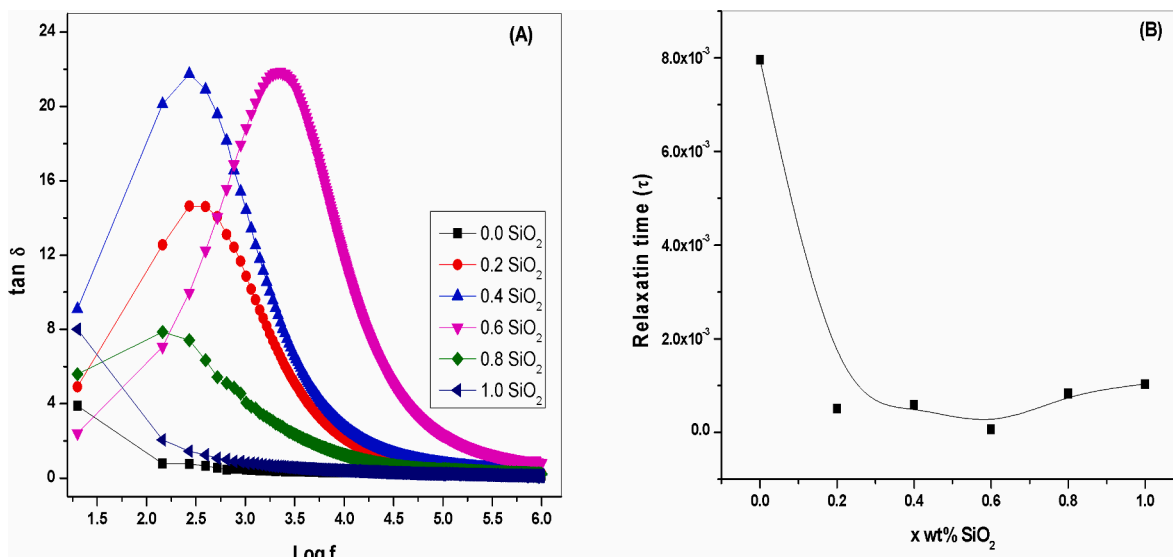 (A)
24
20
16
12
8
4
0
tan δ
0.0 SiO₂
0.2 SiO₂
0.4 SiO₂
0.6 SiO₂
0.8 SiO₂
1.0 SiO₂
1.5 2.0 2.5 3.0 3.5 4.0 4.5 5.0 5.5 6.0
Log f
(B)
8.0x10⁻³
6.0x10⁻³
4.0x10⁻³
2.0x10⁻³
0.0
Relaxatin time (τ)
0.0 0.2 0.4 0.6 0.8 1.0
x wt% SiO₂